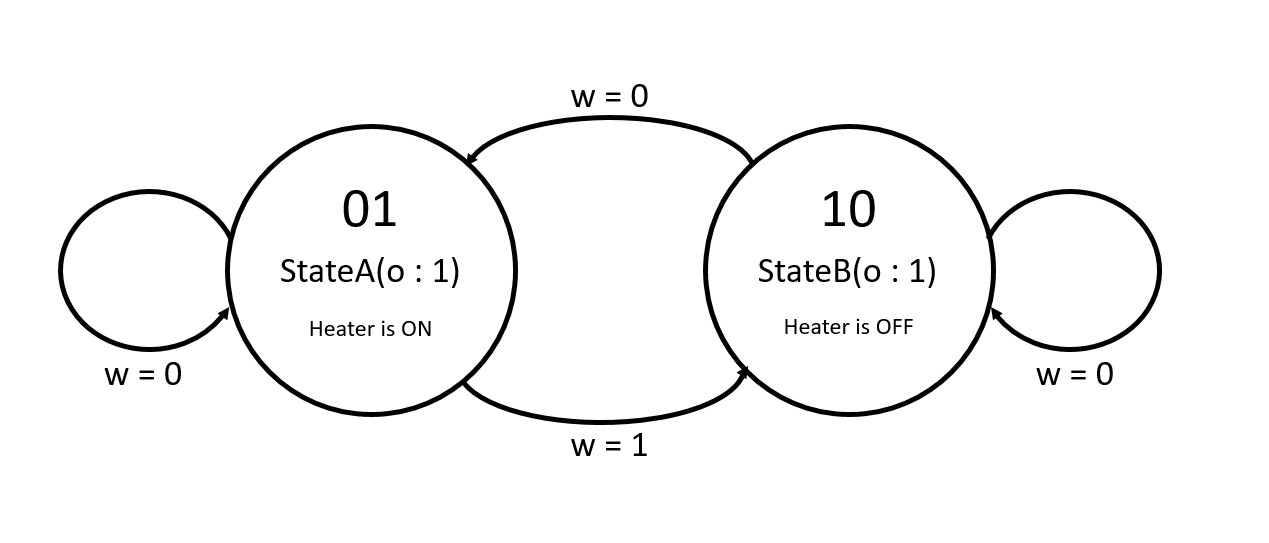 w = 0
01
StateA(o : 1)
Heater is ON
10
StateB(o : 1)
Heater is OFF
w = 0
w = 0
w = 1